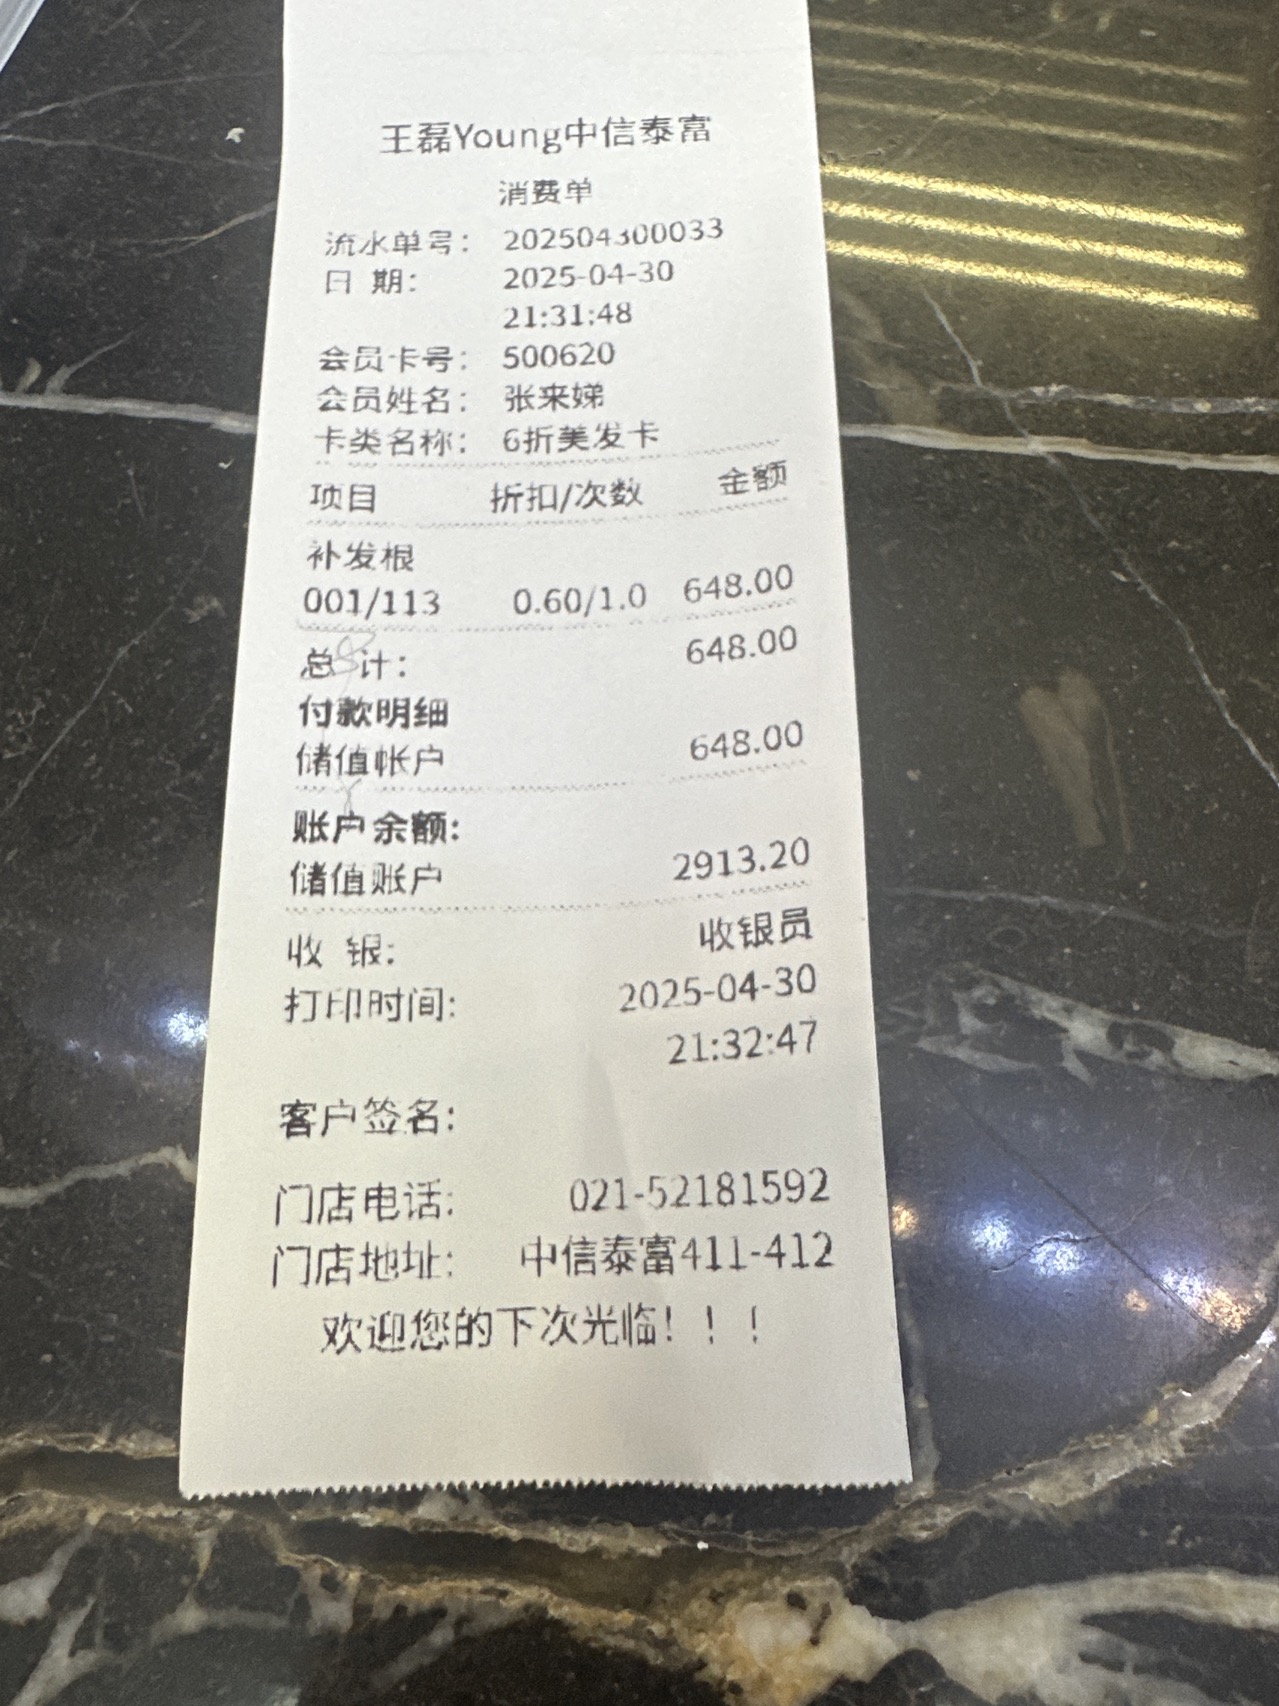 王磊Young中信泰富
消费单
流水单号： 202504300033
日 期： 2025-04-30
21:31:48
会员卡号： 500620
会员姓名： 张来娣
卡类名称： 6折美发卡
项目 折扣/次数 金额
补发根
001/113 0.60/1.0 648.00
总 计： 648.00
付款明细
储值帐户 648.00
账户余额:
储值账户 2913.20
收 银: 收银员
打印时间: 2025-04-30
21:32:47
客户签名:
门店电话: 021-52181592
门店地址: 中信泰富411-412
欢迎您的下次光临！！！